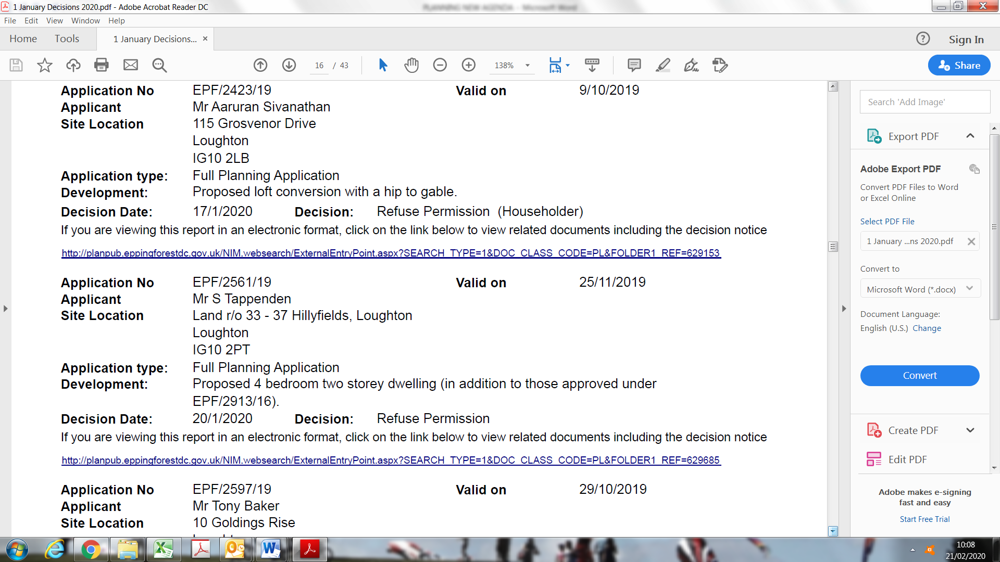 1 January Decisions 2020.pdf - Adobe Acrobat Reader DC
PLANNING NEW AGENDA - Microsoft Word
File Edit View Window Help
Home Tools 1 January Decisions... ×
? Sign In
16 / 43
138%
Share
Application No EPF/2423/19 Valid on 9/10/2019
Applicant Mr Aaruran Sivanathan
Site Location 115 Grosvenor Drive
Loughton
IG10 2LB
Application type: Full Planning Application
Development: Proposed loft conversion with a hip to gable.
Decision Date: 17/1/2020 Decision: Refuse Permission (Householder)
If you are viewing this report in an electronic format, click on the link below to view related documents including the decision notice
http://planpub.eppingforestdc.gov.uk/NIM.websearch/ExternalEntryPoint.aspx?SEARCH_TYPE=1&DOC_CLASS_CODE=PL&FOLDER1_REF=629153
Application No EPF/2561/19 Valid on 25/11/2019
Applicant Mr S Tappenden
Site Location Land r/o 33 - 37 Hillyfields, Loughton
Loughton
IG10 2PT
Application type: Full Planning Application
Development: Proposed 4 bedroom two storey dwelling (in addition to those approved under
EPF/2913/16).
Decision Date: 20/1/2020 Decision: Refuse Permission
If you are viewing this report in an electronic format, click on the link below to view related documents including the decision notice
http://planpub.eppingforestdc.gov.uk/NIM.websearch/ExternalEntryPoint.aspx?SEARCH_TYPE=1&DOC_CLASS_CODE=PL&FOLDER1_REF=629685
Application No EPF/2597/19 Valid on 29/10/2019
Applicant Mr Tony Baker
Site Location 10 Goldings Rise
Search 'Add Image'
Export PDF
Adobe Export PDF
Convert PDF Files to Word
or Excel Online
Select PDF File
1 January ...ns 2020.pdf
Convert to
Microsoft Word (*.docx)
Document Language:
English (U.S.) Change
Convert
Create PDF
Edit PDF
Adobe makes e-signing
fast and easy
Start Free Trial
10:08
21/02/2020